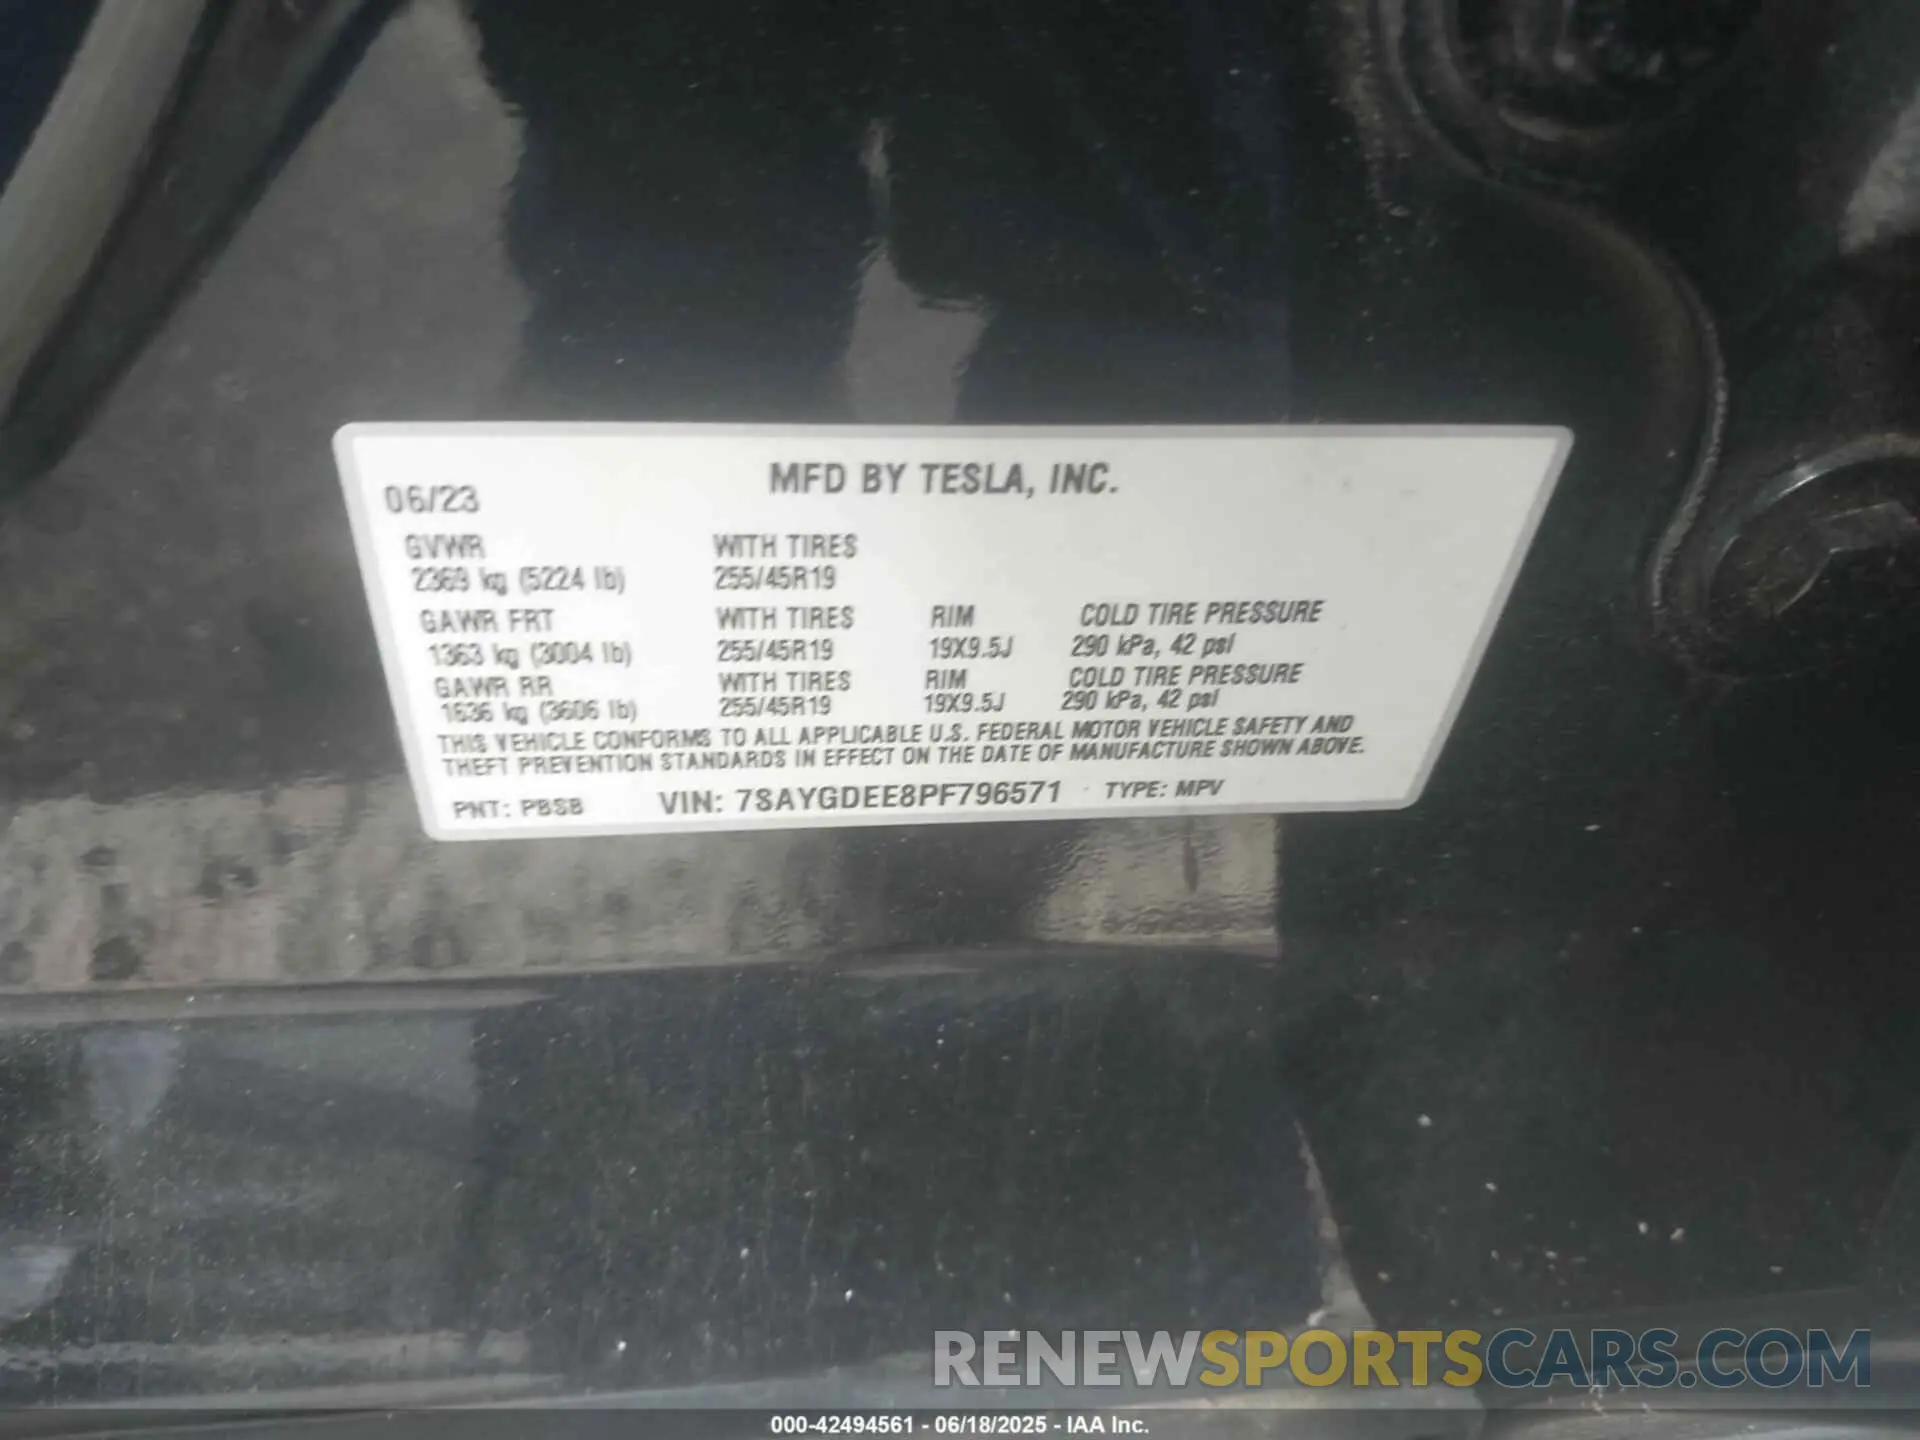 MFD BY TESLA, INC.
06/23
GVWR WITH TIRES
2369 kg (5224 lb) 255/45R19
GAWR FRT WITH TIRES RIM COLD TIRE PRESSURE
1363 kg (3004 lb) 255/45R19 19X9.5J 290 kPa, 42 psi
GAWR RR WITH TIRES RIM COLD TIRE PRESSURE
1636 kg (3606 lb) 255/45R19 19X9.5J 290 kPa, 42 psi
THIS VEHICLE CONFORMS TO ALL APPLICABLE U.S. FEDERAL MOTOR VEHICLE SAFETY AND
THEFT PREVENTION STANDARDS IN EFFECT ON THE DATE OF MANUFACTURE SHOWN ABOVE.
PNT: PBSB VIN: 7SAYGDEE8PF796571 TYPE: MPV
RENEWSPORTSCARS.COM
000-42494561 - 06/18/2025 - IAA Inc.